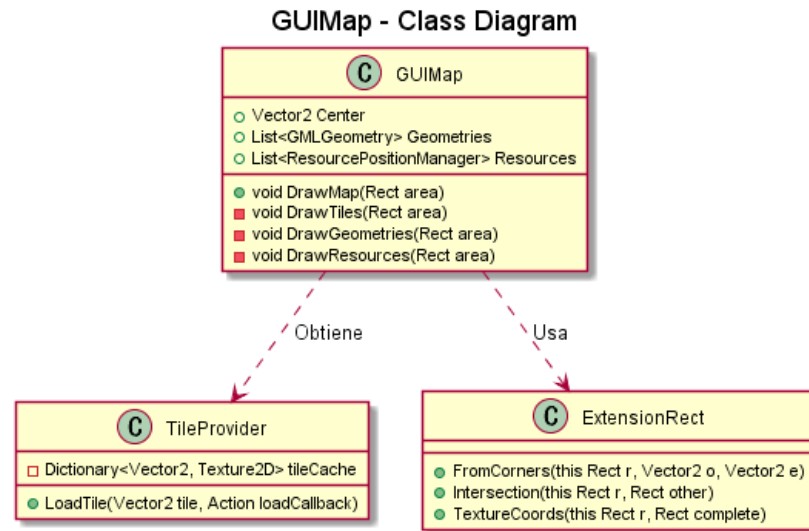 GUIMap - Class Diagram
C GUIMap
Vector2 Center
List<GMLGeometry> Geometries
List<ResourcePositionManager> Resources
void DrawMap(Rect area)
void DrawTiles(Rect area)
void DrawGeometries(Rect area)
void DrawResources(Rect area)
Obtiene
Usa
C TileProvider
Dictionary<Vector2, Texture2D> tileCache
LoadTile(Vector2 tile, Action loadCallback)
C ExtensionRect
FromCorners(this Rect r, Vector2 o, Vector2 e)
Intersection(this Rect r, Rect other)
TextureCoords(this Rect r, Rect complete)